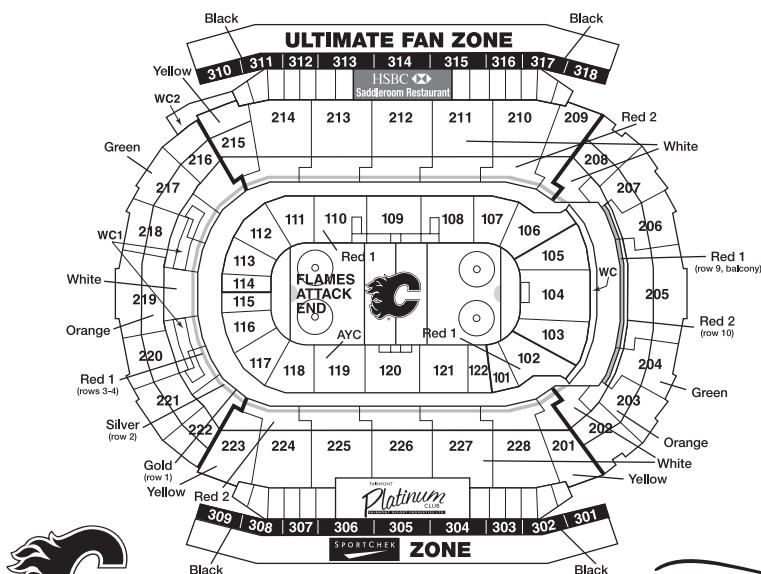 Black
Black
ULTIMATE FAN ZONE
310 311 312 313 314 315 316 317 318
HSBC
Saddleroom Restaurant
Yellow
WC2
Red 2
White
Green
214 213 212 211 210 209
215
216
208
217
207
218
206
WC1
111 110 109 108 107
112
106
Red 1
113
105
Red 1
(row 9, balcony)
WC
114
FLAMES
ATTACK
END
C
104
White
219
205
115
Orange
116
103
Red 2
(row 10)
AYC
Red 1
220
204
117 118 119 120 121 122 101 102
Red 1
(rows 3-4)
Green
221
203
Silver
(row 2)
222
202
Orange
223 224 225 226 227 228 201
Gold
(row 1)
White
Yellow
Yellow
Red 2
FAIRMONT
Platinum
CLUB
309 308 307 306 305 304 303 302 301
SPORTCHEK ZONE
Black
Black